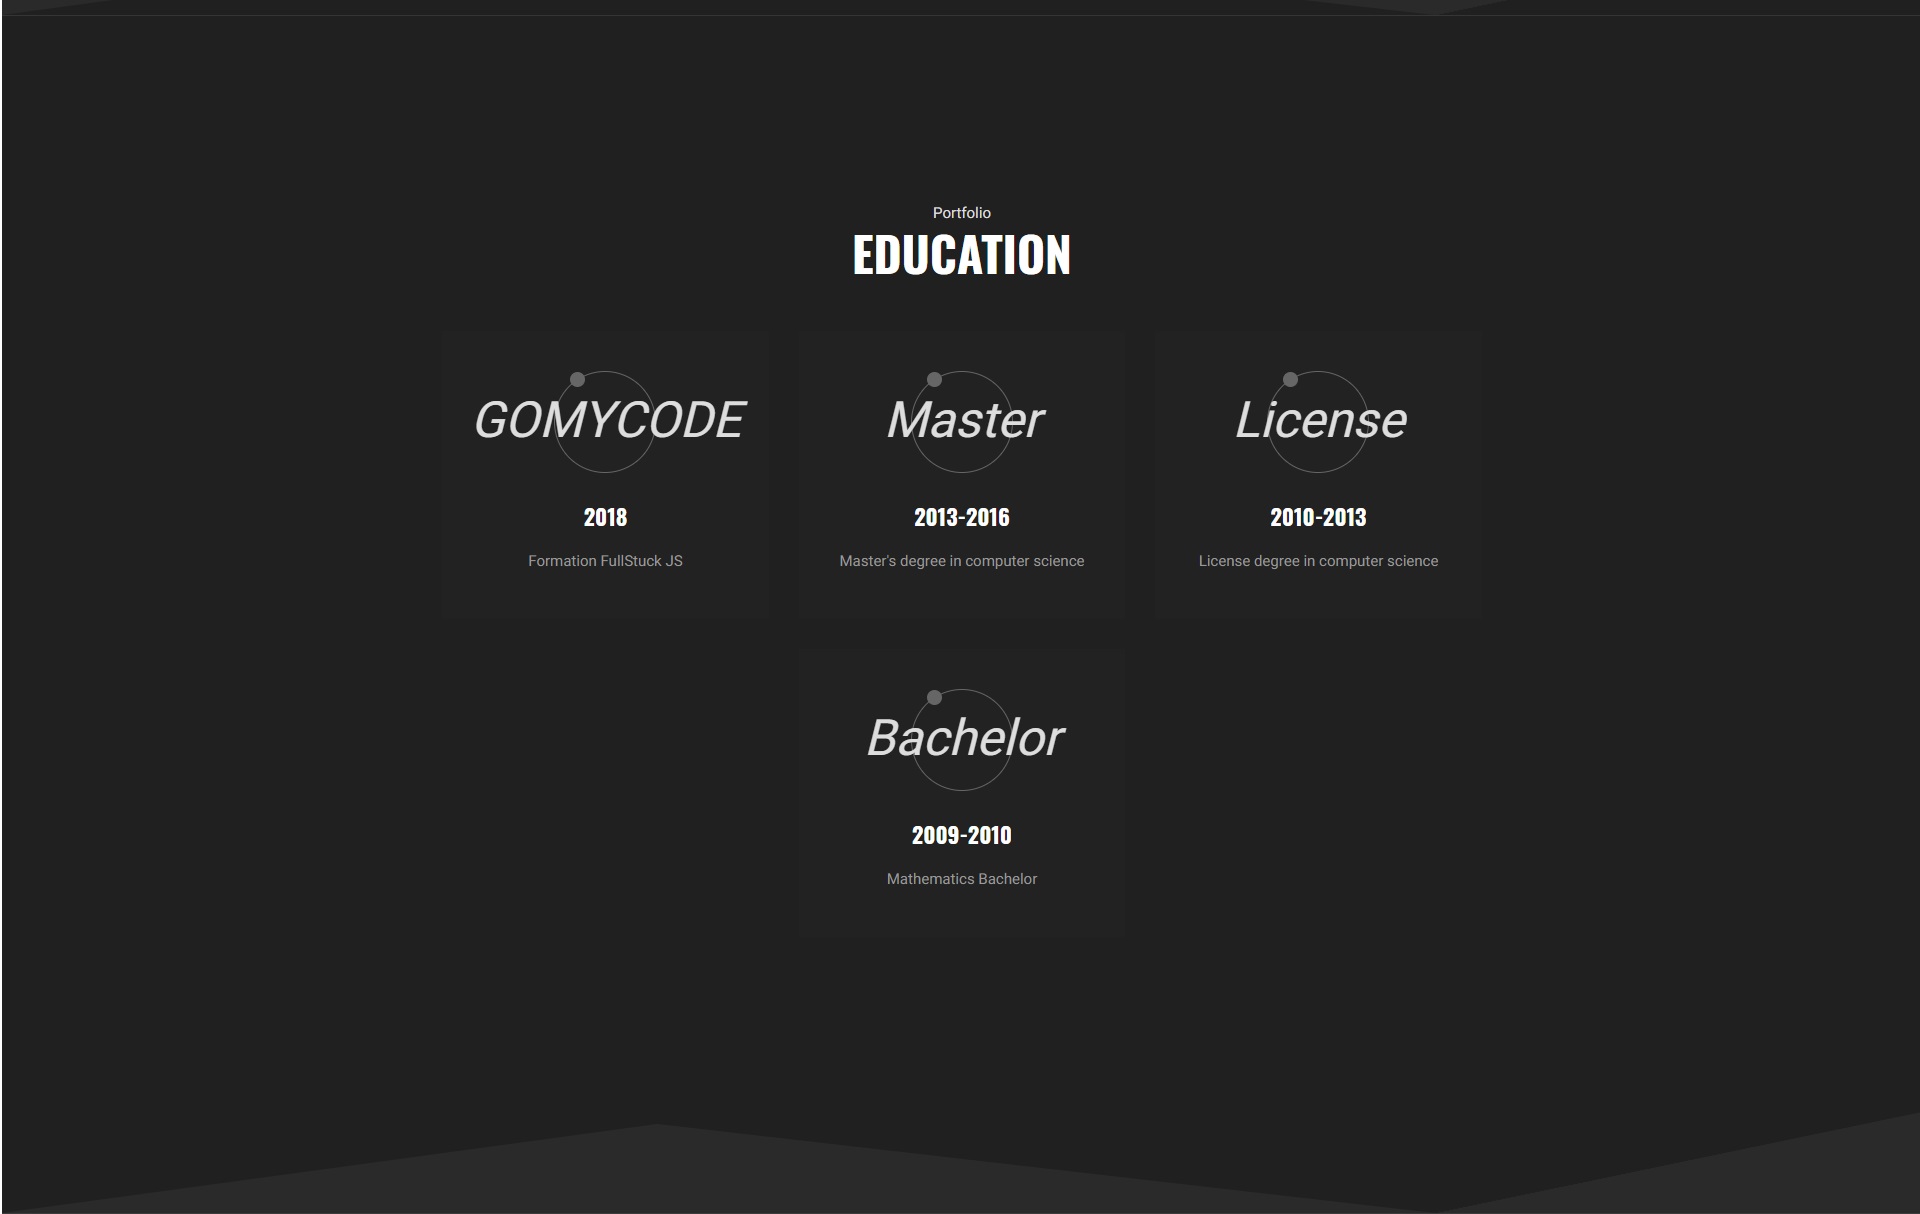 Portfolio
EDUCATION
GOMYCODE
2018
Formation FullStuck JS
Master
2013-2016
Master's degree in computer science
License
2010-2013
License degree in computer science
Bachelor
2009-2010
Mathematics Bachelor